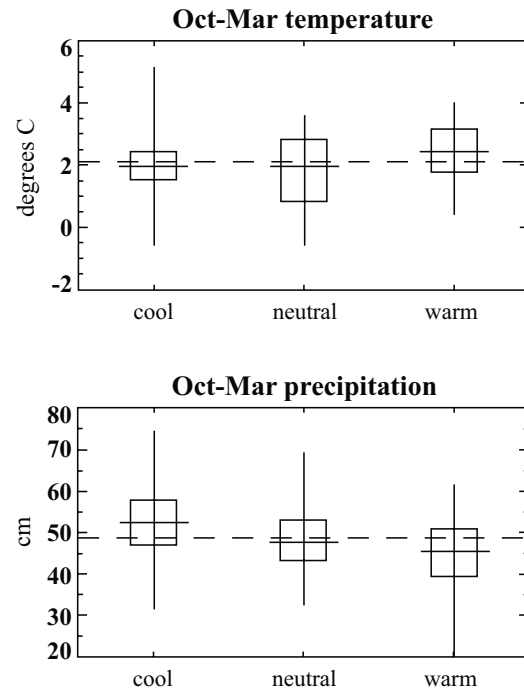 Oct-Mar temperature
6
4
2
0
-2
degrees C
cool neutral warm
Oct-Mar precipitation
80
70
60
50
40
30
20
cm
cool neutral warm